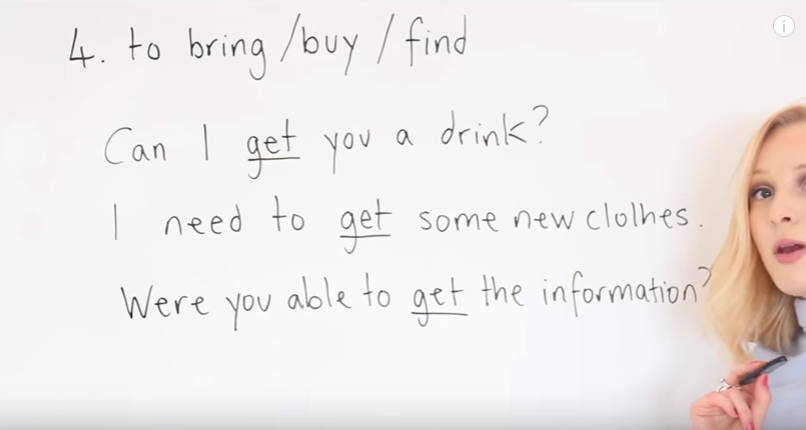 4. to bring/buy/find
Can I get you a drink?
I need to get some new clothes.
Were you able to get the information?